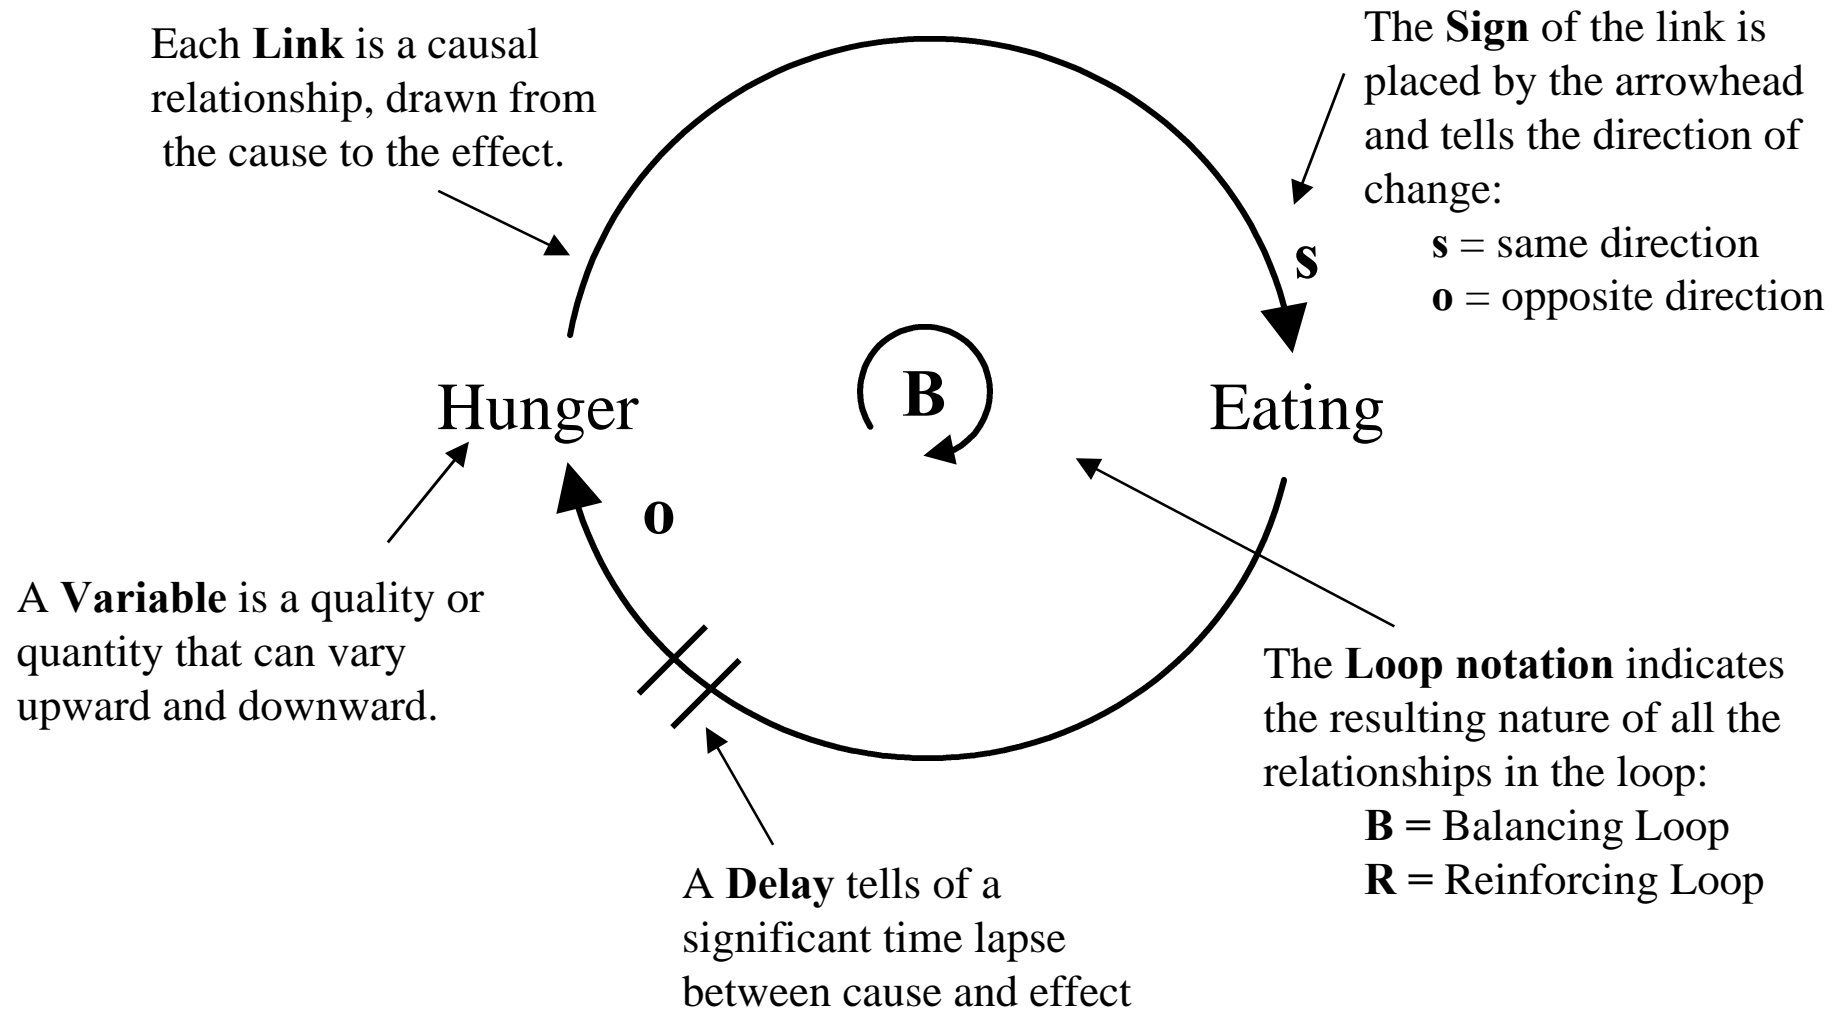 Each Link is a causal
relationship, drawn from
the cause to the effect.
The Sign of the link is
placed by the arrowhead
and tells the direction of
change:
s = same direction
o = opposite direction
s
Hunger
B
Eating
o
A Variable is a quality or
quantity that can vary
upward and downward.
The Loop notation indicates
the resulting nature of all the
relationships in the loop:
B = Balancing Loop
R = Reinforcing Loop
A Delay tells of a
significant time lapse
between cause and effect